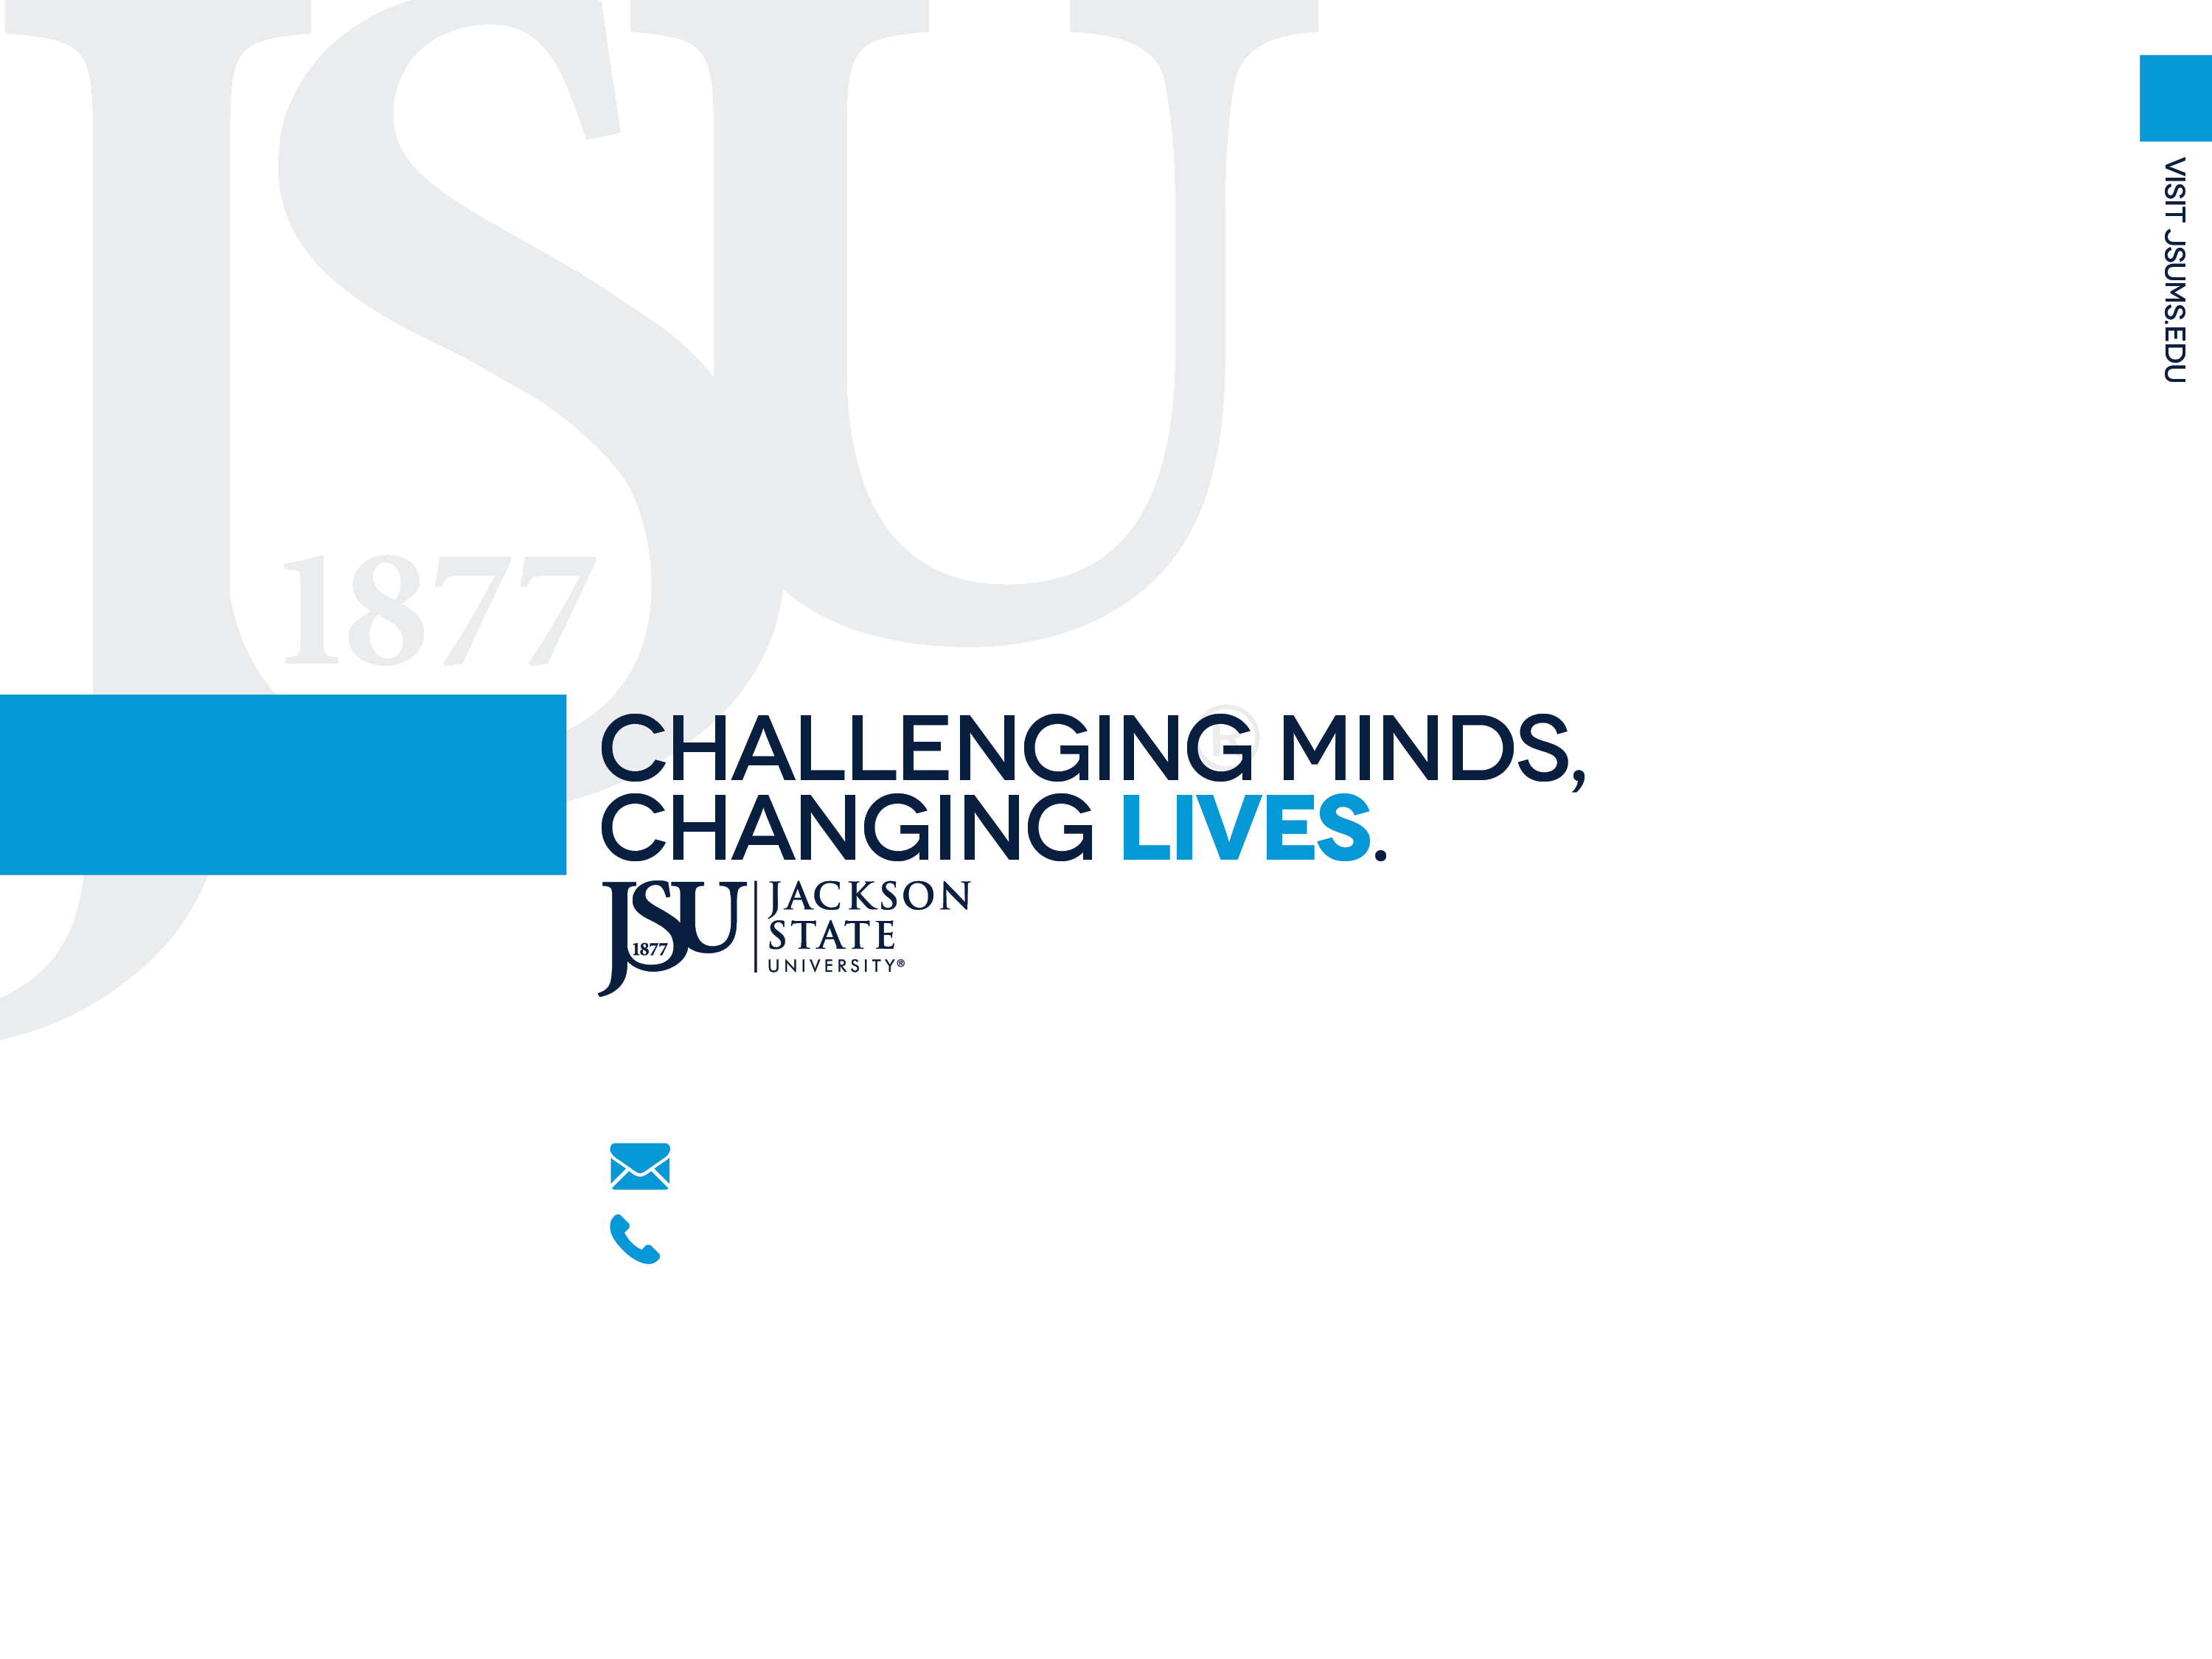 JSU
1877
VISIT JSUMS.EDU
®
CHALLENGING MINDS,
CHANGING LIVES.
JSU
1877
JACKSON
STATE
UNIVERSITY®